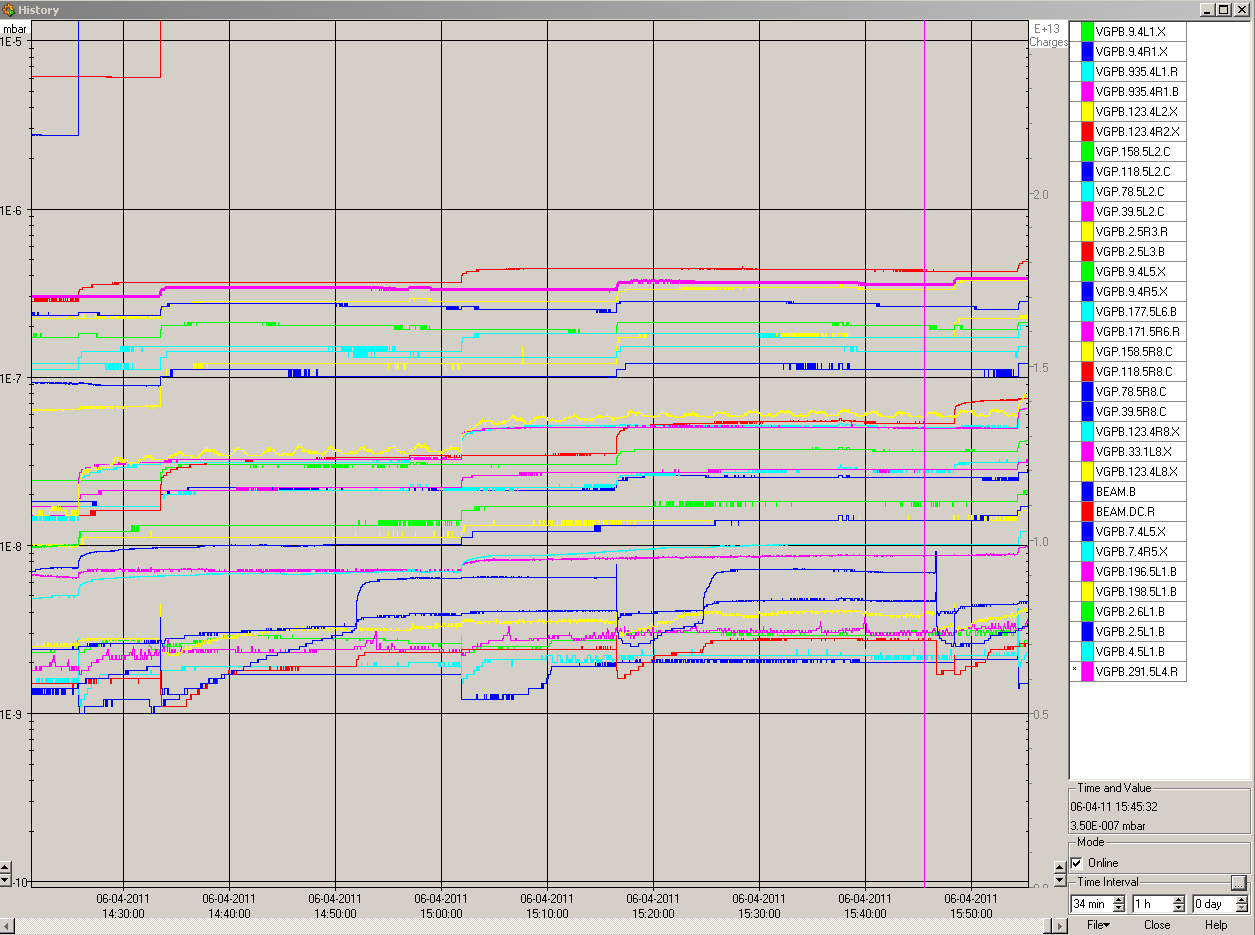 History
mbar
1E-5
1E-6
1E-7
1E-8
1E-9
-10
E+13
Charges
2.0
1.5
1.0
0.5
0.0
06-04-2011 06-04-2011 06-04-2011 06-04-2011 06-04-2011 06-04-2011 06-04-2011 06-04-2011 06-04-2011
14:30:00 14:40:00 14:50:00 15:00:00 15:10:00 15:20:00 15:30:00 15:40:00 15:50:00
VGPB.9.4L1.X
VGPB.9.4R1.X
VGPB.935.4L1.R
VGPB.935.4R1.B
VGPB.123.4L2.X
VGPB.123.4R2.X
VGP.158.5L2.C
VGP.118.5L2.C
VGP.78.5L2.C
VGP.39.5L2.C
VGPB.2.5R3.R
VGPB.2.5L3.B
VGPB.9.4L5.X
VGPB.9.4R5.X
VGPB.177.5L6.B
VGPB.171.5R6.R
VGP.158.5R8.C
VGP.118.5R8.C
VGP.78.5R8.C
VGP.39.5R8.C
VGPB.123.4R8.X
VGPB.33.1L8.X
VGPB.123.4L8.X
BEAM.B
BEAM.DC.R
VGPB.7.4L5.X
VGPB.7.4R5.X
VGPB.196.5L1.B
VGPB.198.5L1.B
VGPB.2.6L1.B
VGPB.2.5L1.B
VGPB.4.5L1.B
* VGPB.291.5L4.R
Time and Value
06-04-11 15:45:32
3.50E-007 mbar
Mode
Online
Time Interval
...
34 min 1 h 0 day
File Close Help